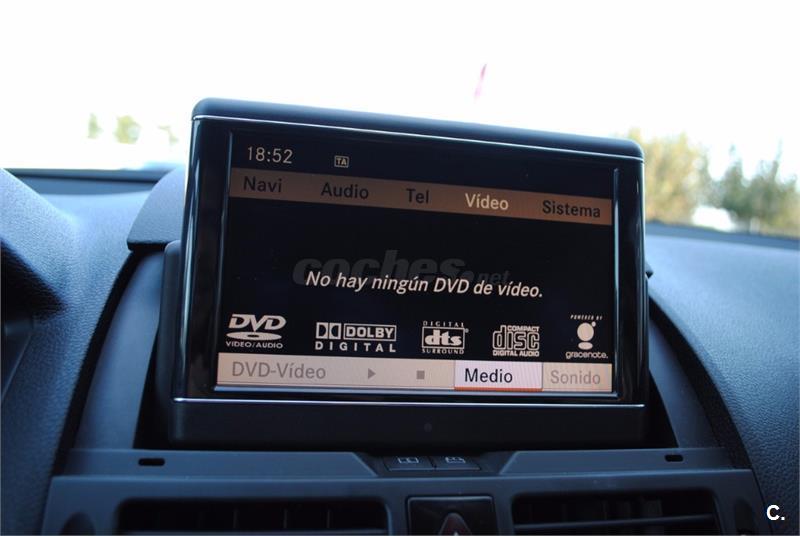 18:52 TA
Navi Audio Tel Vídeo Sistema
coches.net
No hay ningún DVD de vídeo.
DVD VIDEO/AUDIO
DOLBY DIGITAL
DIGITAL dts SURROUND
COMPACT disc DIGITAL AUDIO
POWERED BY gracenote.
DVD-Vídeo Medio Sonido
C.